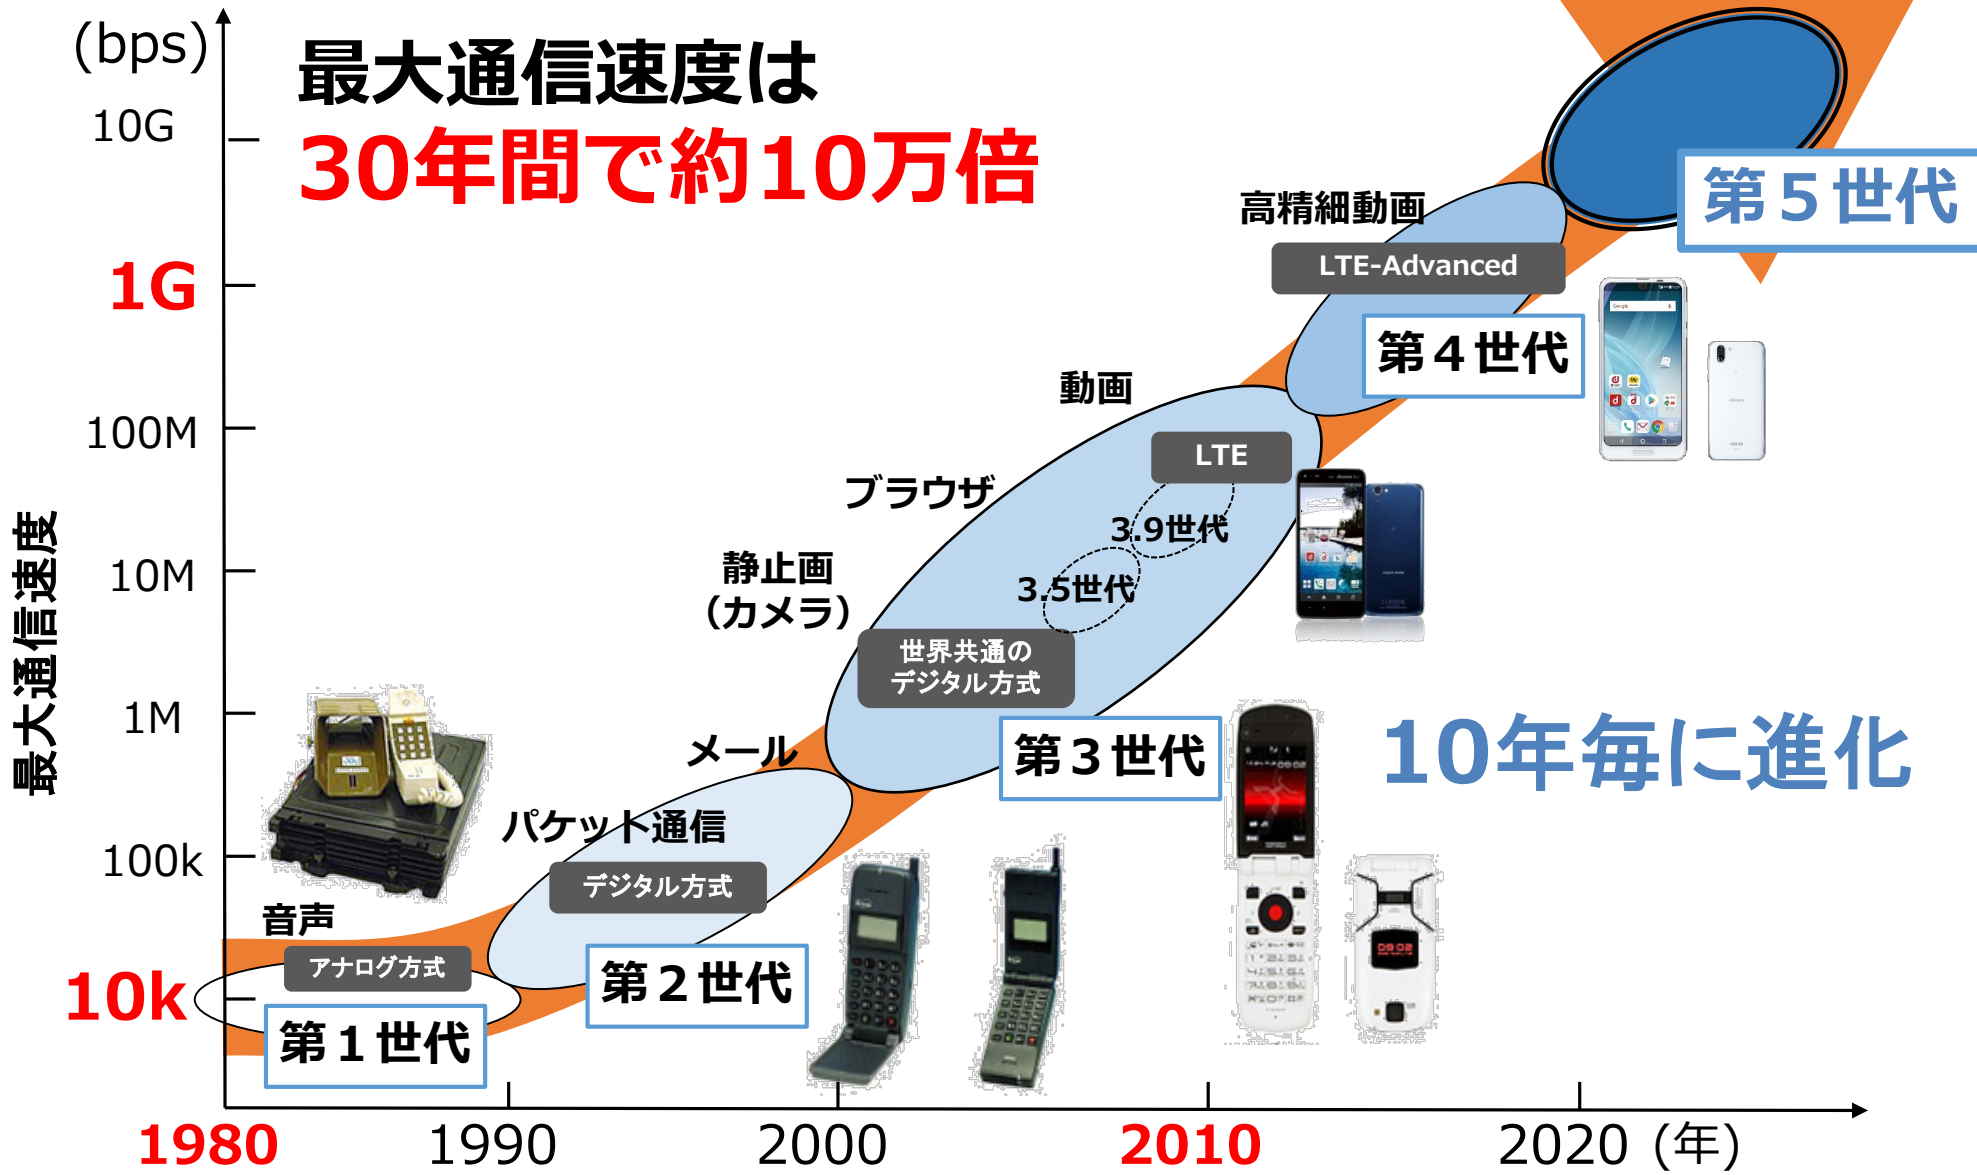 (bps)
最大通信速度は
30年間で約10万倍
10G
1G
100M
10M
1M
100k
10k
最大通信速度
第５世代
高精細動画
LTE-Advanced
第４世代
動画
LTE
ブラウザ
3.9世代
静止画
（カメラ）
3.5世代
世界共通の
デジタル方式
第３世代
10年毎に進化
メール
パケット通信
デジタル方式
第２世代
音声
アナログ方式
第１世代
1980
1990
2000
2010
2020 (年)
Google
09:02